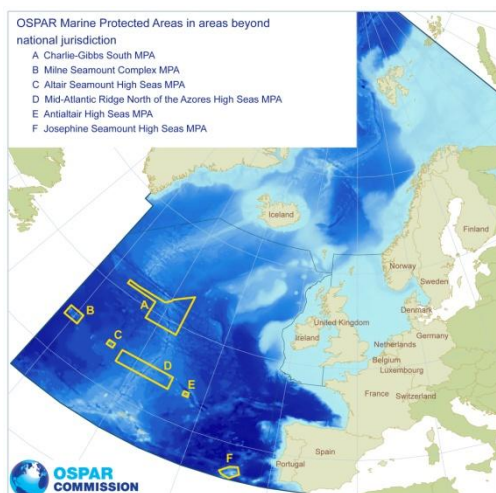 OSPAR Marine Protected Areas in areas beyond
national jurisdiction
A Charlie-Gibbs South MPA
B Milne Seamount Complex MPA
C Altair Seamount High Seas MPA
D Mid-Atlantic Ridge North of the Azores High Seas MPA
E Antialtair High Seas MPA
F Josephine Seamount High Seas MPA
Iceland
Finland
Norway
Sweden
A
B
Denmark
United Kingdom
Ireland
Germany
C
Netherlands
Belgium
D
Luxembourg
E
France
Switzerland
F
Portugal
Spain
OSPAR
COMMISSION